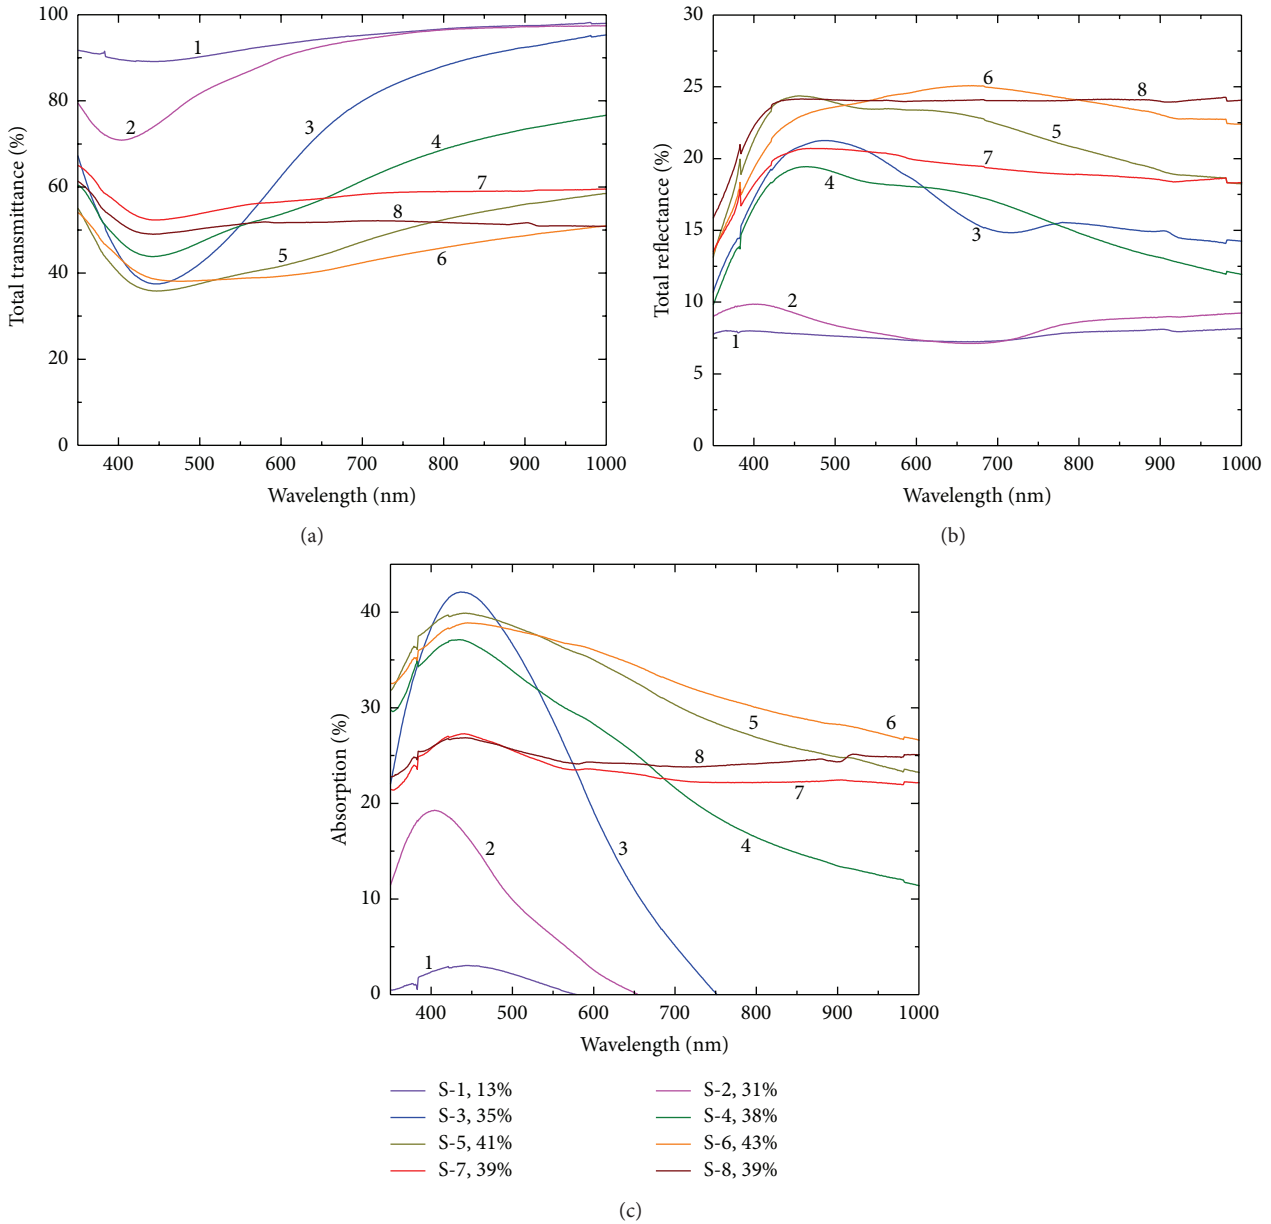 100
80
60
40
20
0
Total transmittance (%)
1
2
3
4
7
8
5
6
400 500 600 700 800 900 1000
Wavelength (nm)
(a)
30
25
20
15
10
5
0
Total reflectance (%)
6
8
5
7
4
3
2
1
400 500 600 700 800 900 1000
Wavelength (nm)
(b)
40
30
20
10
0
Absorption (%)
6
5
8
7
4
3
2
1
400 500 600 700 800 900 1000
Wavelength (nm)
S-1, 13%
S-2, 31%
S-3, 35%
S-4, 38%
S-5, 41%
S-6, 43%
S-7, 39%
S-8, 39%
(c)